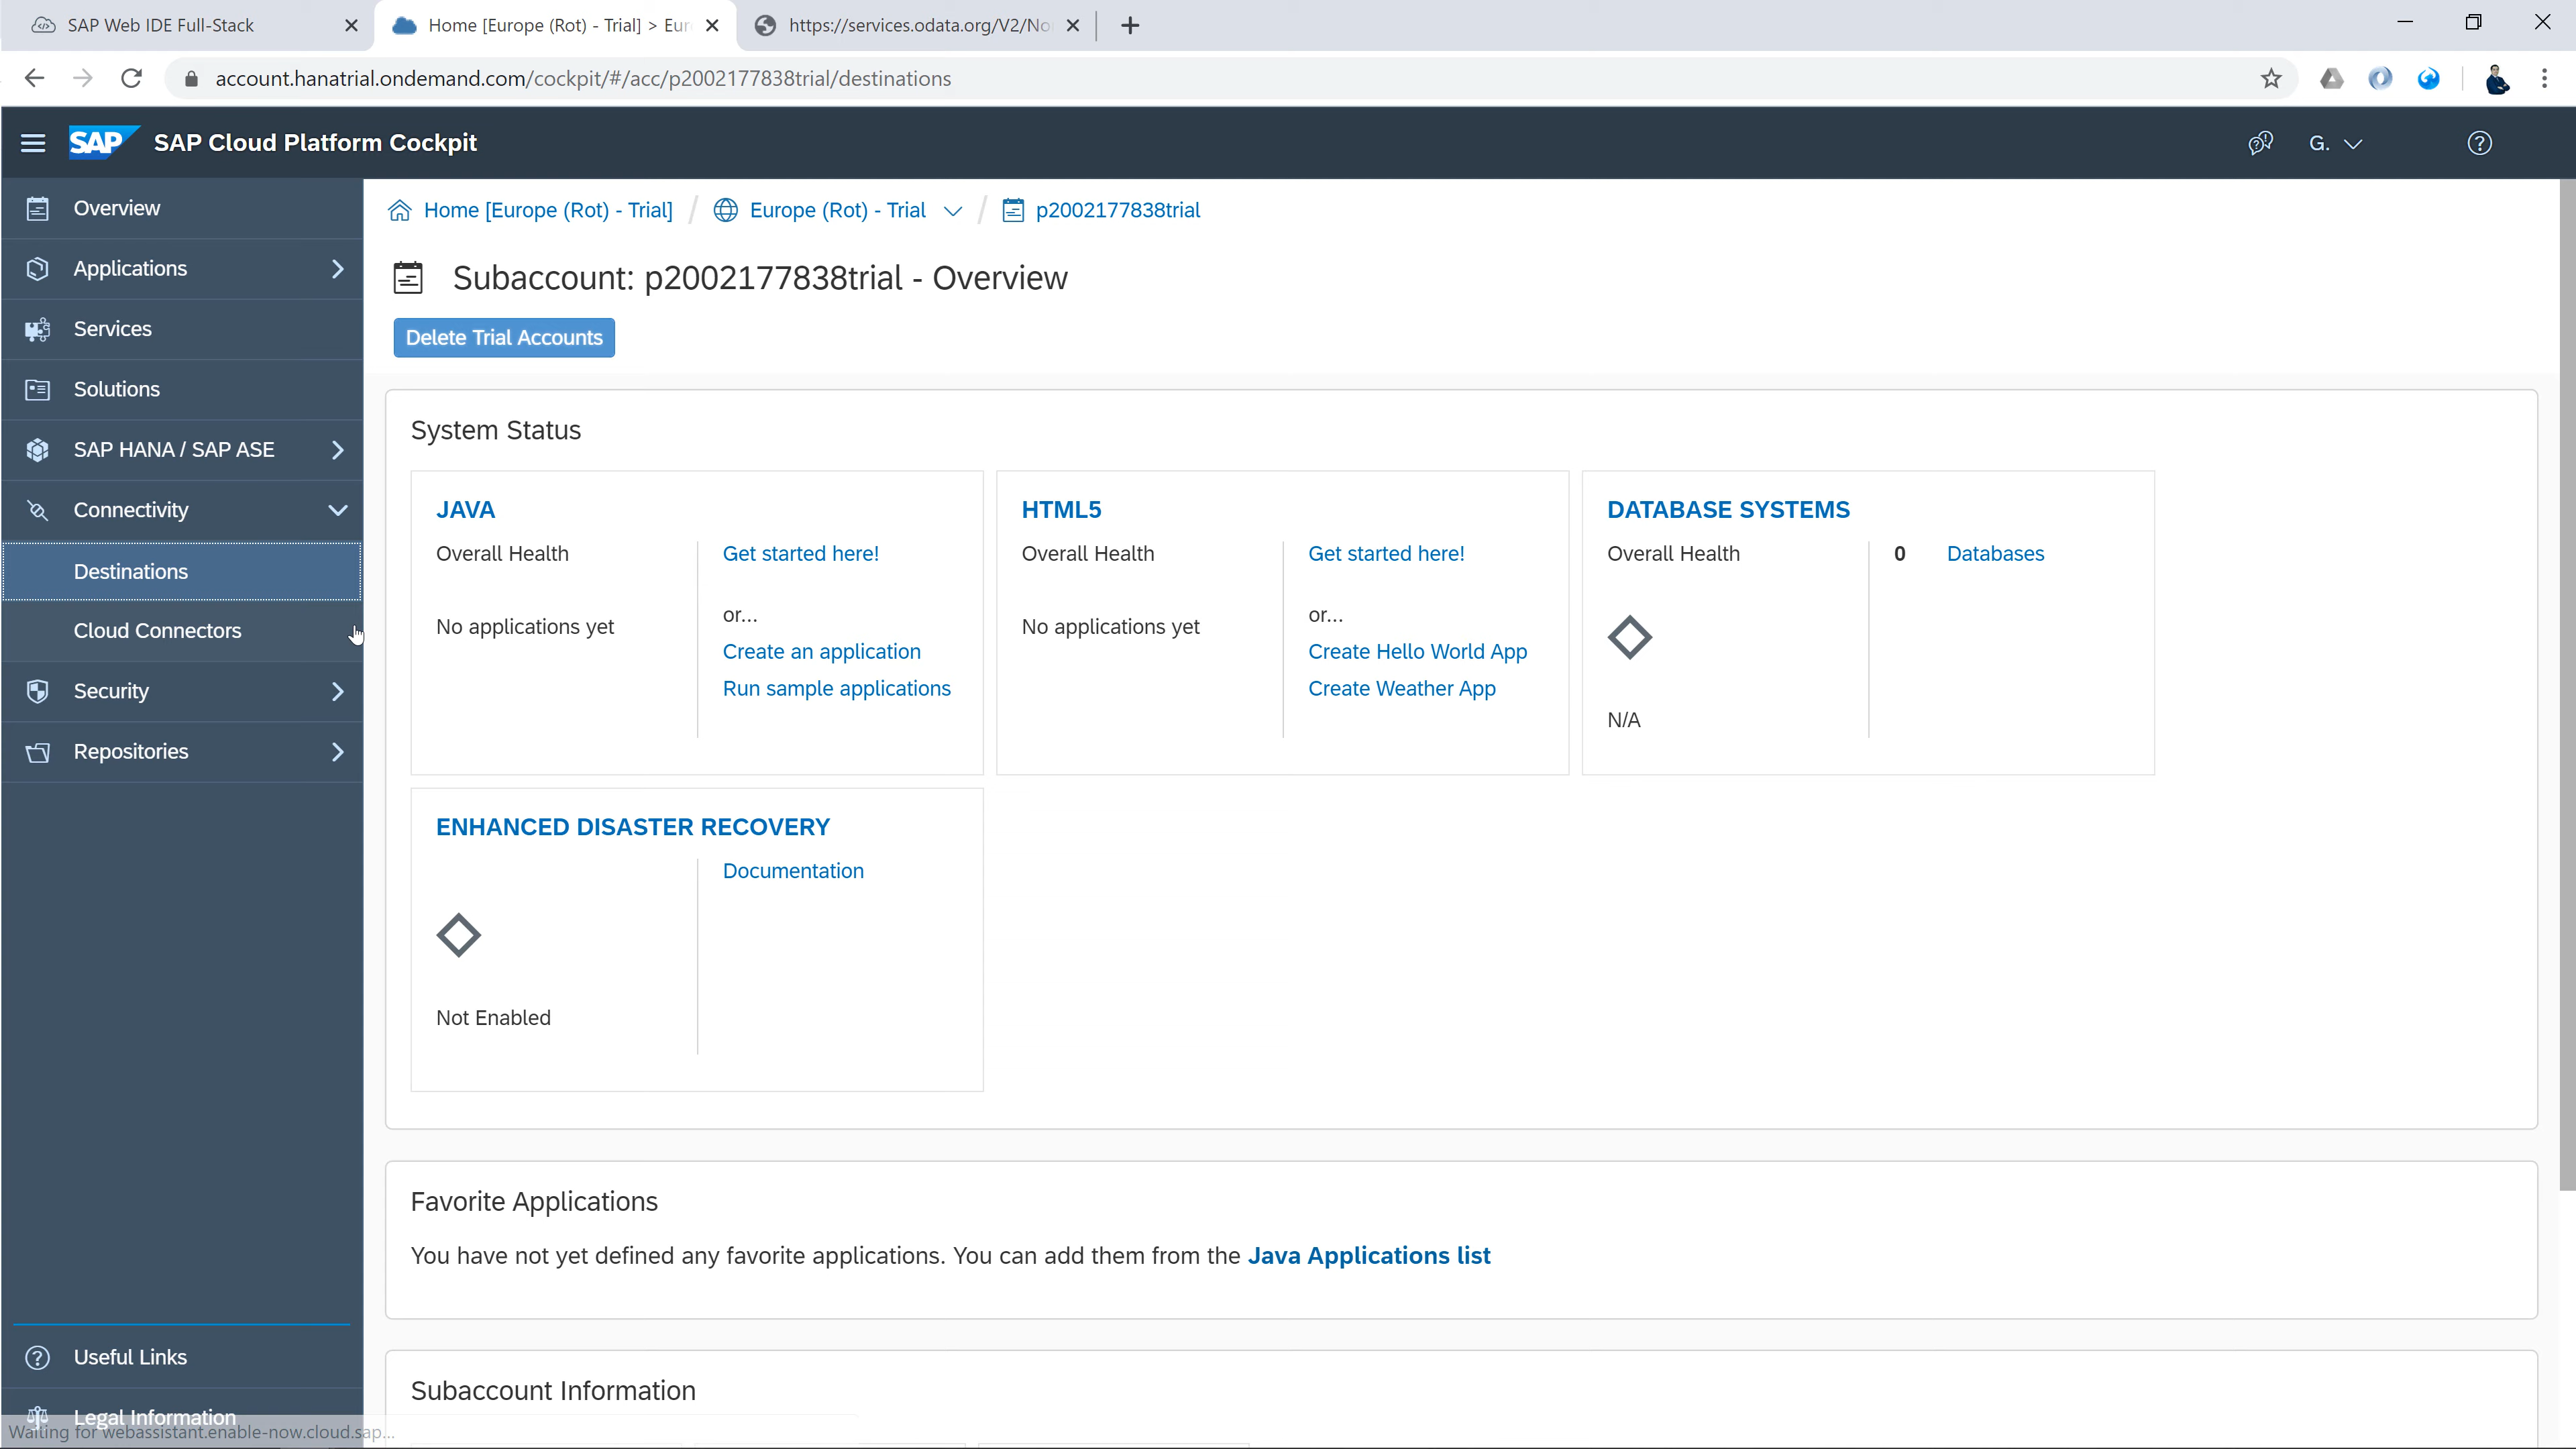 SAP Web IDE Full-Stack
Home [Europe (Rot) - Trial] > Eur
https://services.odata.org/V2/No
account.hanatrial.ondemand.com/cockpit/#/acc/p2002177838trial/destinations
SAP SAP Cloud Platform Cockpit
G.
Overview
Applications
Services
Solutions
SAP HANA / SAP ASE
Connectivity
Destinations
Cloud Connectors
Security
Repositories
Useful Links
Legal Information
Waiting for webassistant.enable-now.cloud.sap...
Home [Europe (Rot) - Trial] / Europe (Rot) - Trial / p2002177838trial
Subaccount: p2002177838trial - Overview
Delete Trial Accounts
System Status
JAVA
Overall Health
No applications yet
Get started here!
or...
Create an application
Run sample applications
HTML5
Overall Health
No applications yet
Get started here!
or...
Create Hello World App
Create Weather App
DATABASE SYSTEMS
Overall Health
N/A
0 Databases
ENHANCED DISASTER RECOVERY
Documentation
Not Enabled
Favorite Applications
You have not yet defined any favorite applications. You can add them from the Java Applications list
Subaccount Information